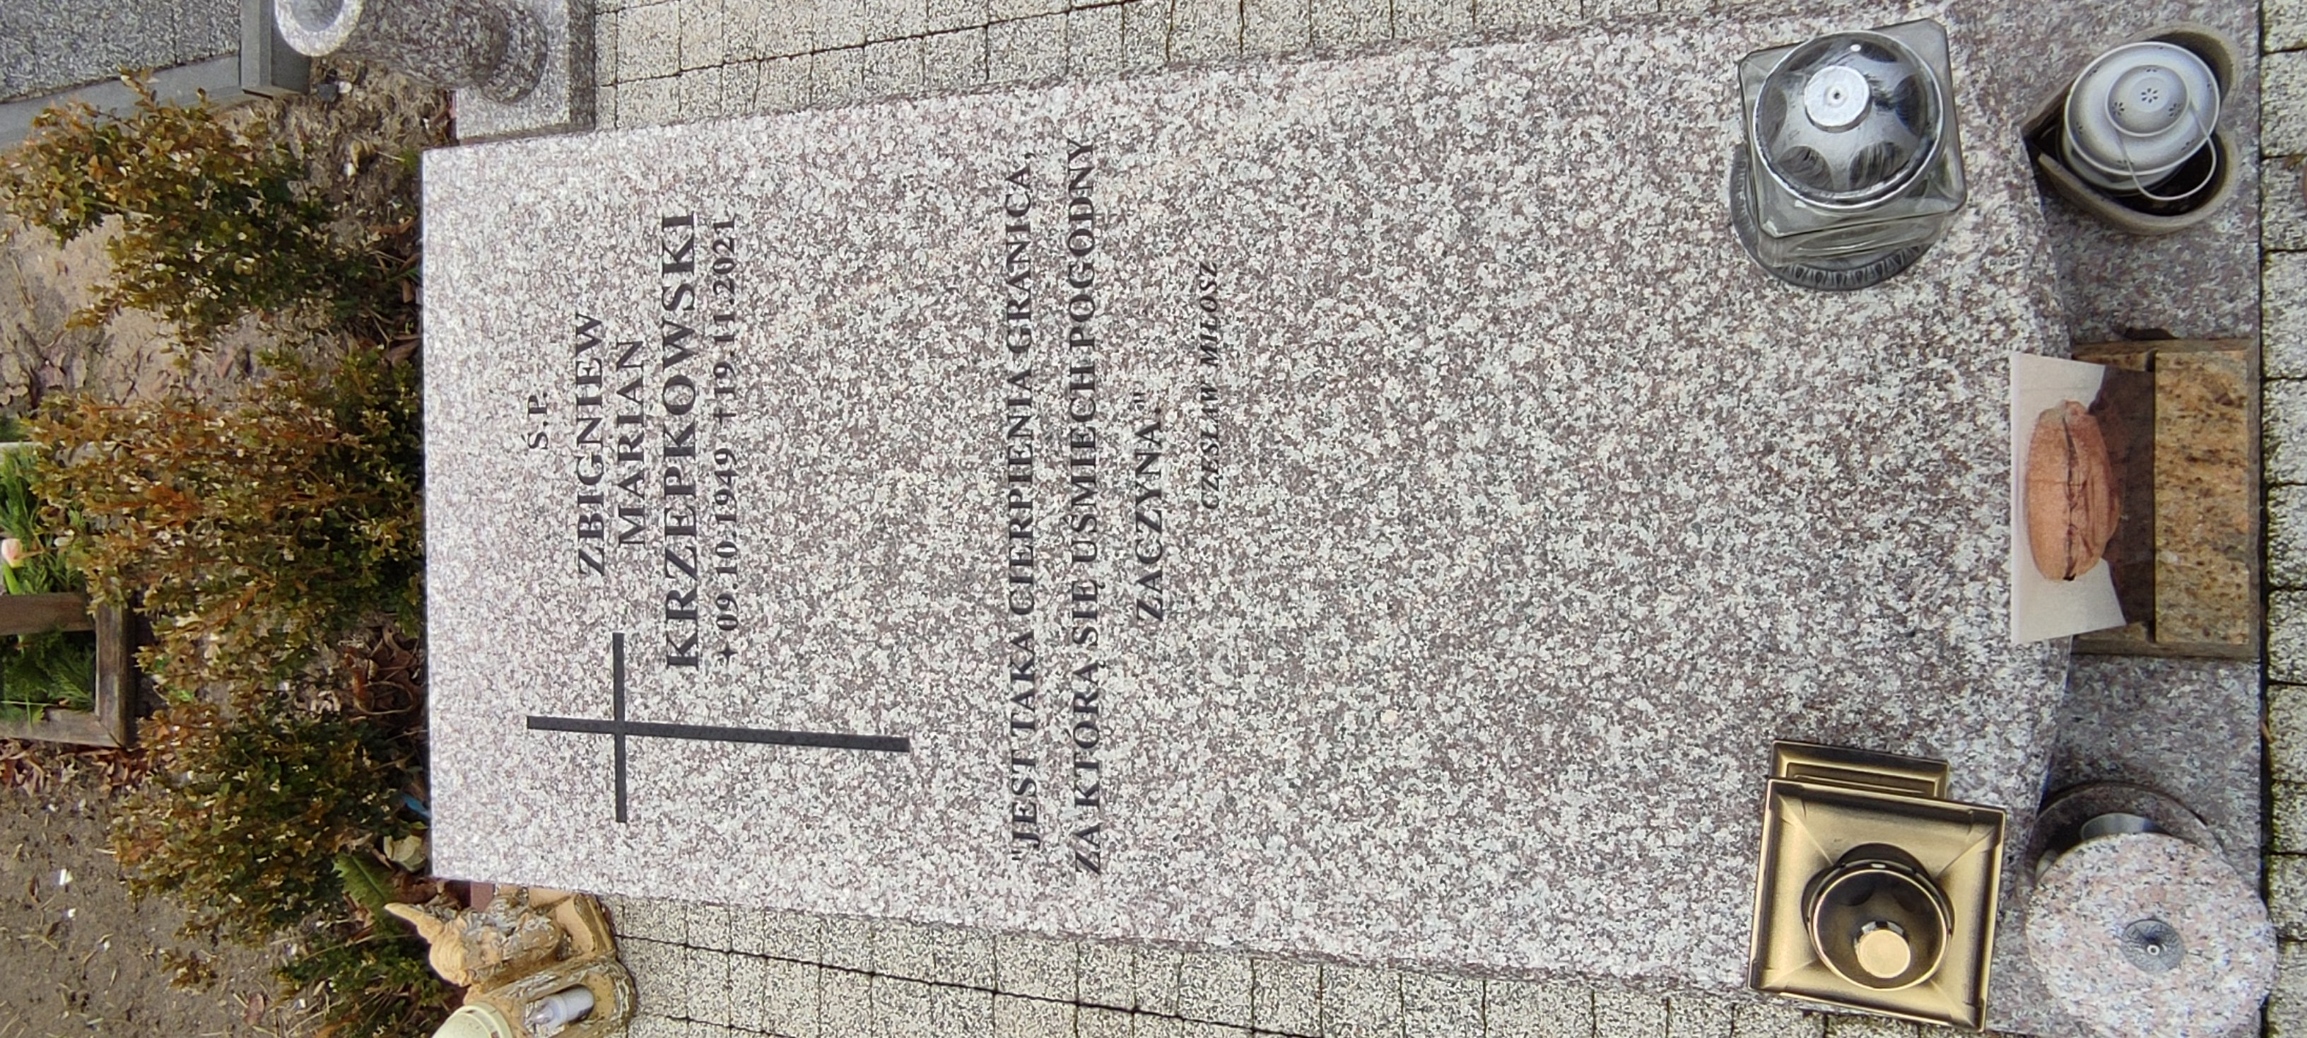 Ś.P.
ZBIGNIEW
MARIAN
KRZEPKOWSKI
✦ 09.10.1949 †19.11.2021
"JEST TAKA CIERPIENIA GRANICA,
ZA KTÓRĄ SIĘ UŚMIECH POGODNY
ZACZYNA."
CZESŁAW MIŁOSZ